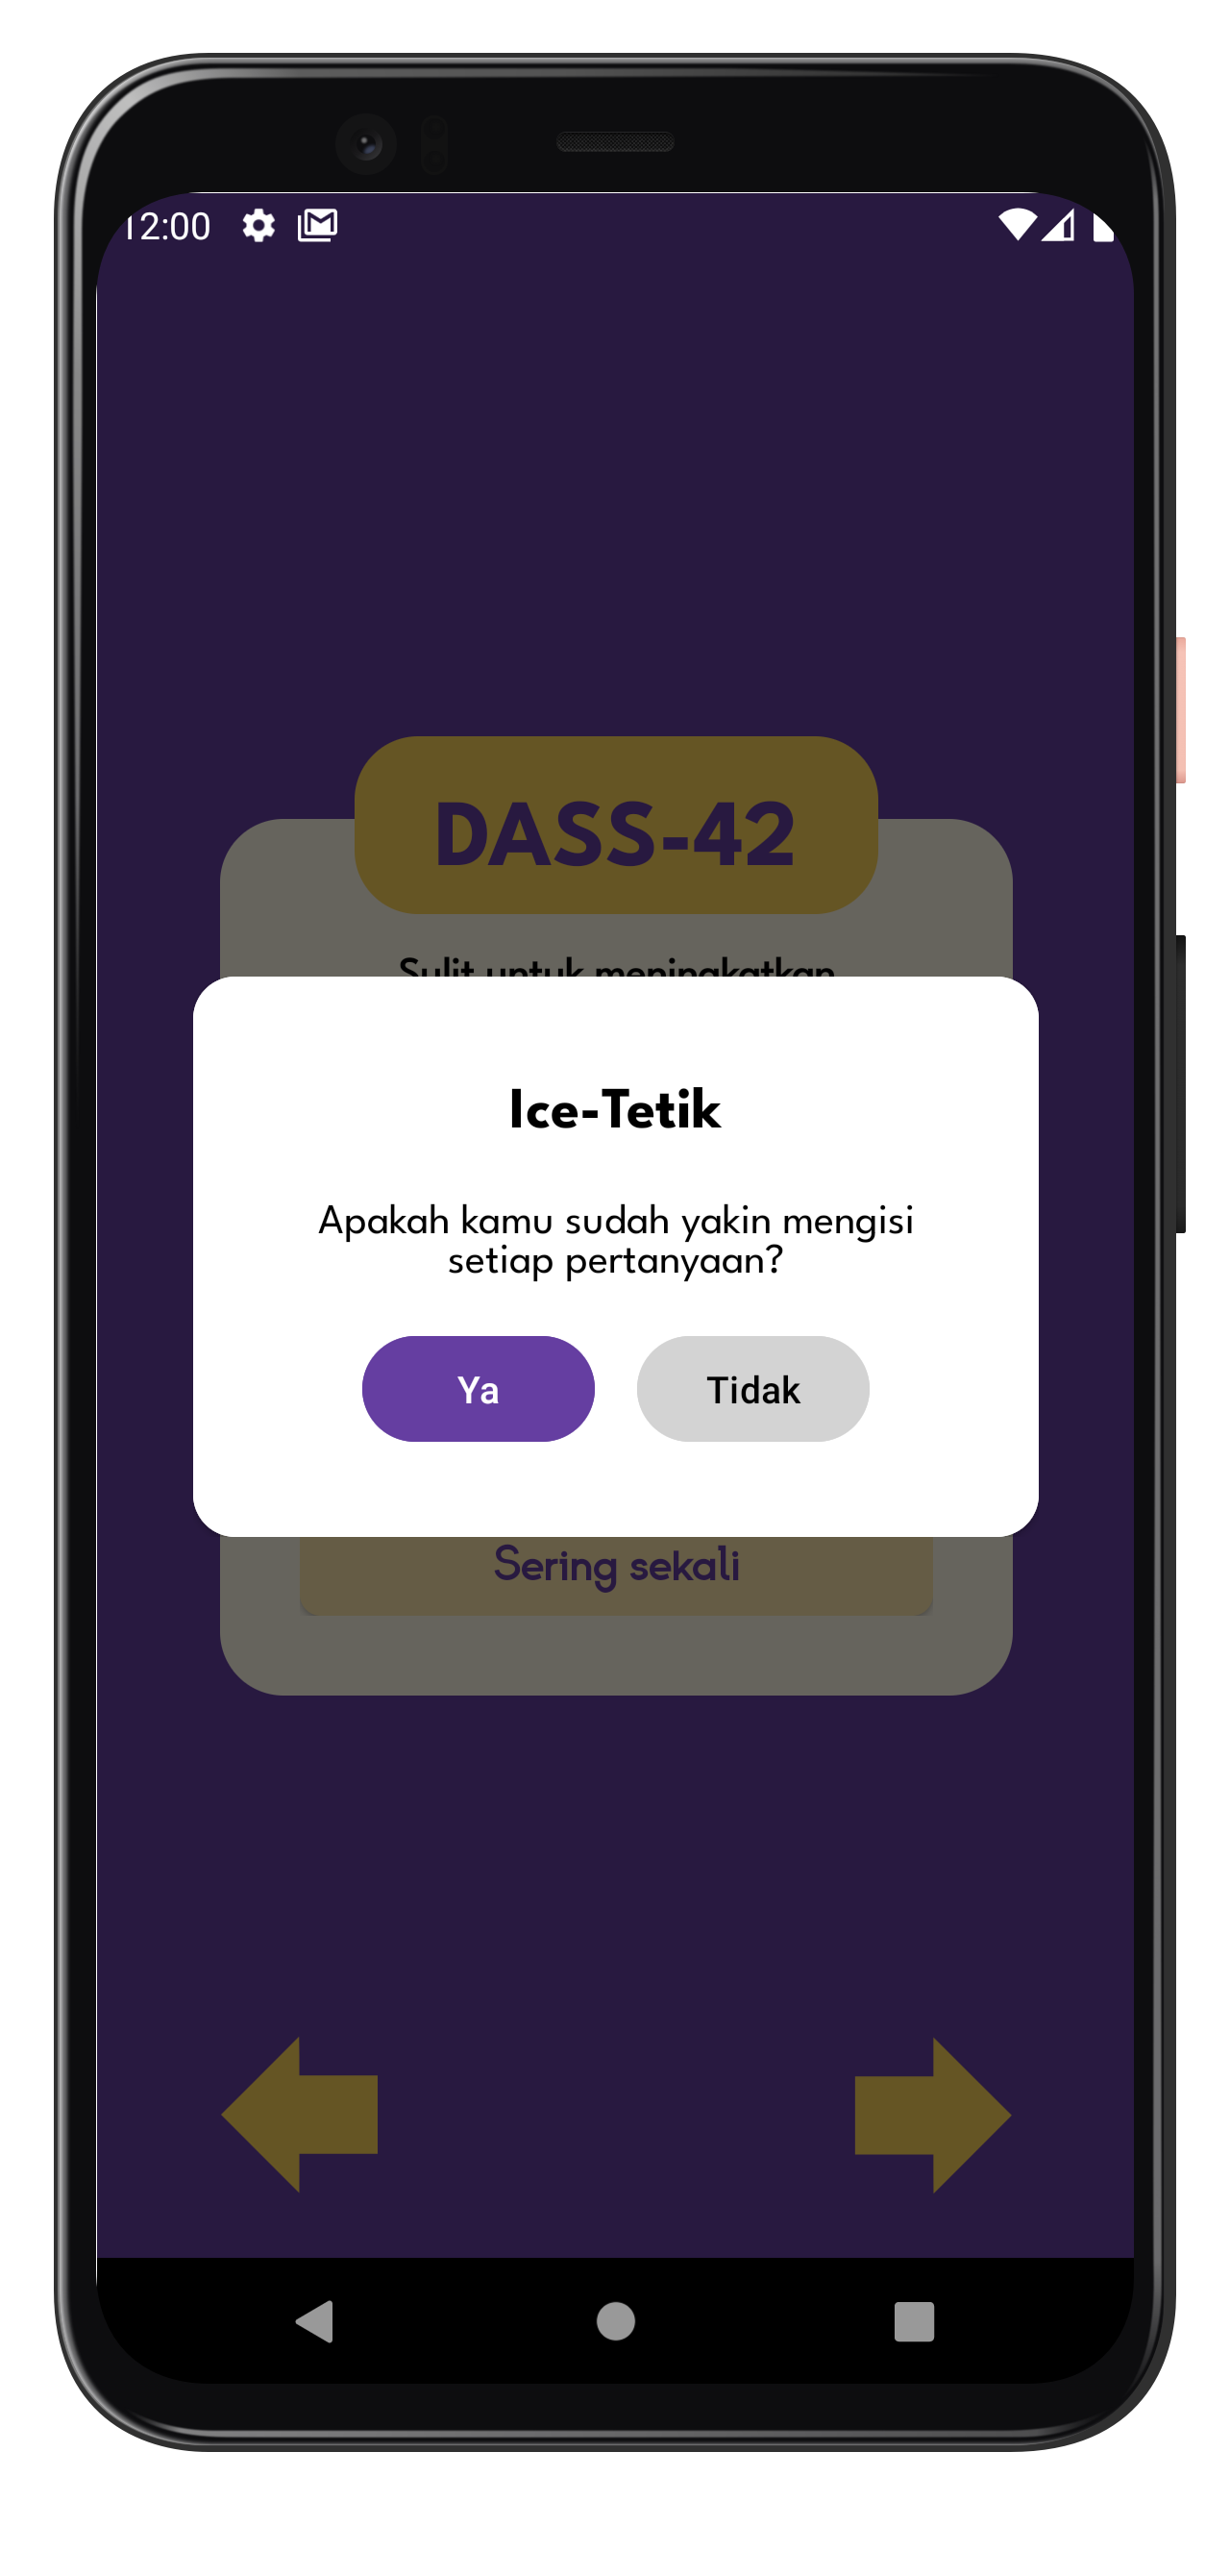 12:00
DASS-42
Sulit untuk meningkatkan
Ice-Tetik
Apakah kamu sudah yakin mengisi
setiap pertanyaan?
Ya
Tidak
Sering sekali